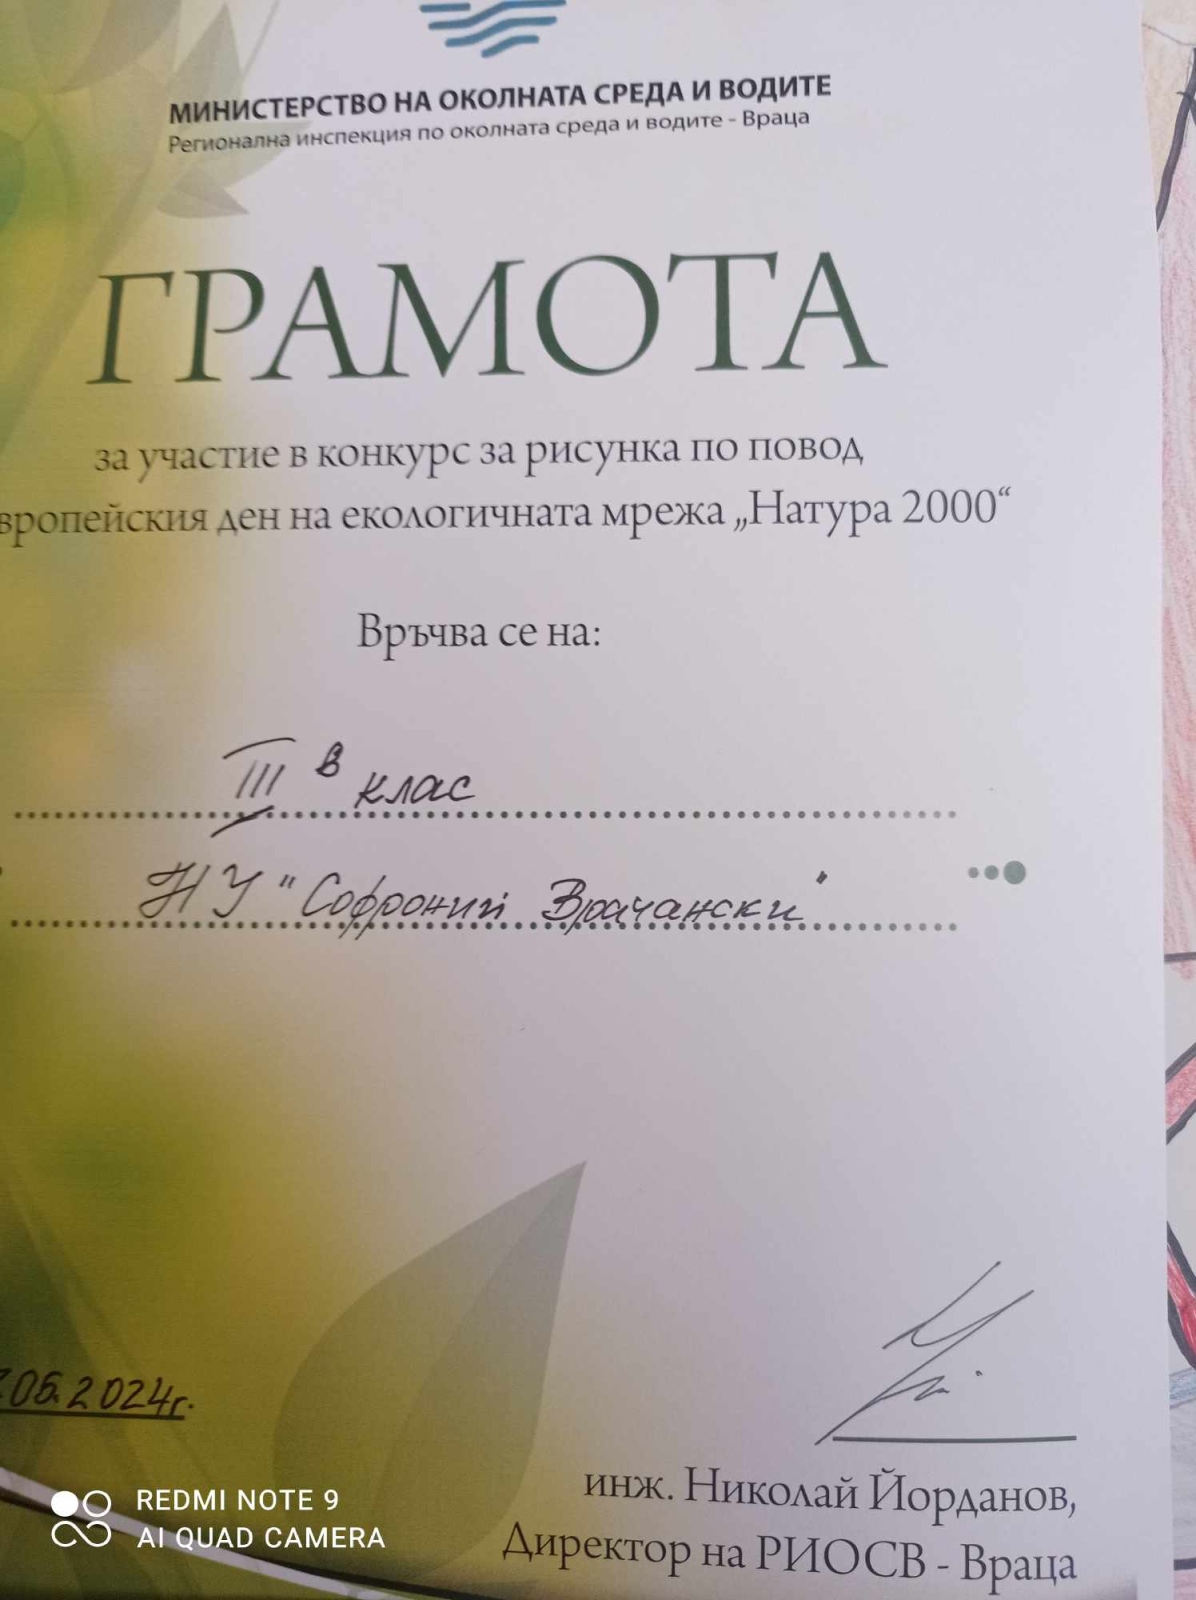 МИНИСТЕРСТВО НА ОКОЛНАТА СРЕДА И ВОДИТЕ
Регионална инспекция по околната среда и водите - Враца
ГРАМОТА
за участие в конкурс за рисунка по повод
вропейския ден на екологичната мрежа „Натура 2000“
Връчва се на:
III в клас
НУ "Софроний Врачански"
05.2024г.
инж. Николай Йорданов,
Директор на РИОСВ - Враца
REDMI NOTE 9
AI QUAD CAMERA